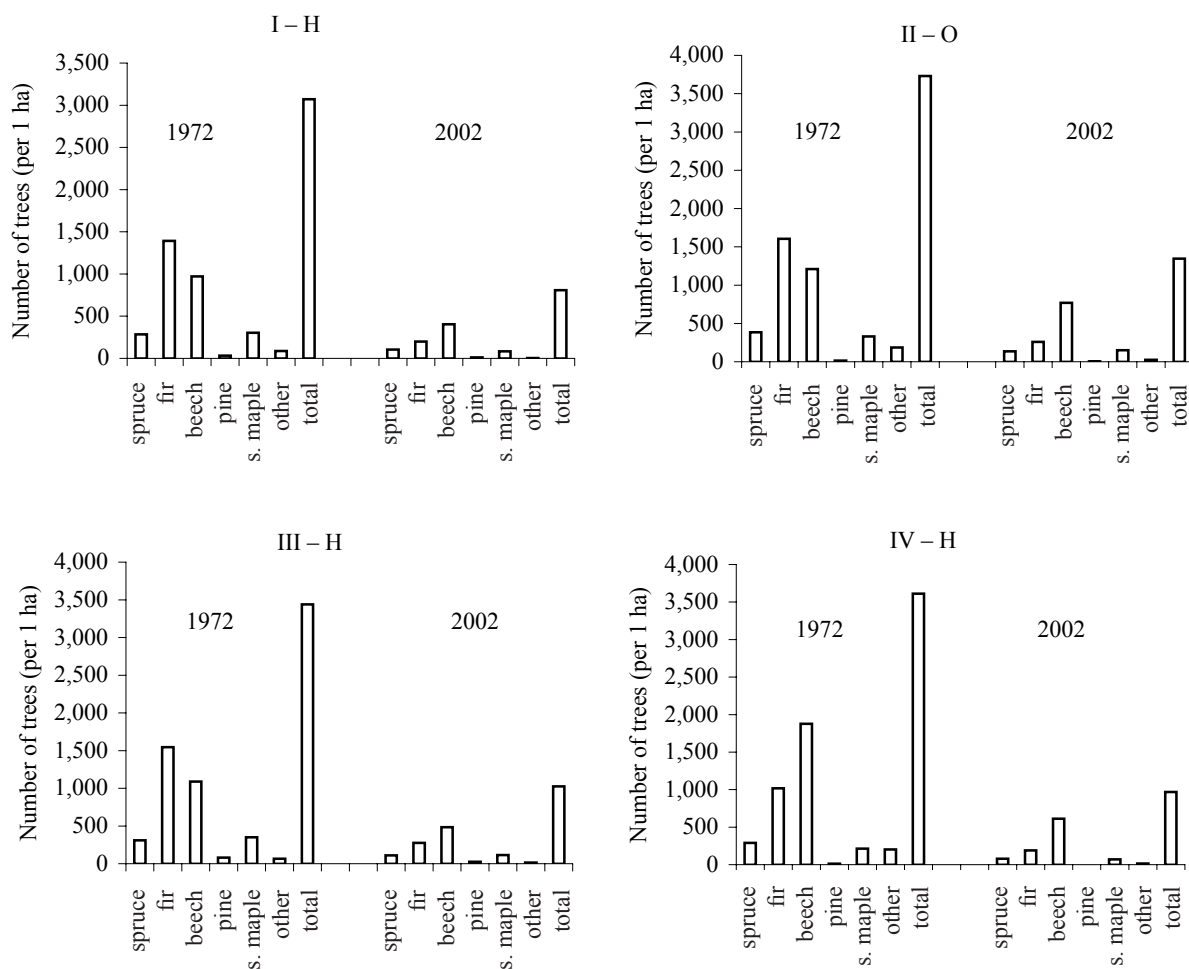 I – H
Number of trees (per 1 ha)
3,500
3,000
2,500
2,000
1,500
1,000
500
0
1972
2002
spruce
fir
beech
pine
s. maple
other
total
spruce
fir
beech
pine
s. maple
other
total
II – O
Number of trees (per 1 ha)
4,000
3,500
3,000
2,500
2,000
1,500
1,000
500
0
1972
2002
spruce
fir
beech
pine
s. maple
other
total
spruce
fir
beech
pine
s. maple
other
total
III – H
Number of trees (per 1 ha)
4,000
3,500
3,000
2,500
2,000
1,500
1,000
500
0
1972
2002
spruce
fir
beech
pine
s. maple
other
total
spruce
fir
beech
pine
s. maple
other
total
IV – H
Number of trees (per 1 ha)
4,000
3,500
3,000
2,500
2,000
1,500
1,000
500
0
1972
2002
spruce
fir
beech
pine
s. maple
other
total
spruce
fir
beech
pine
s. maple
other
total